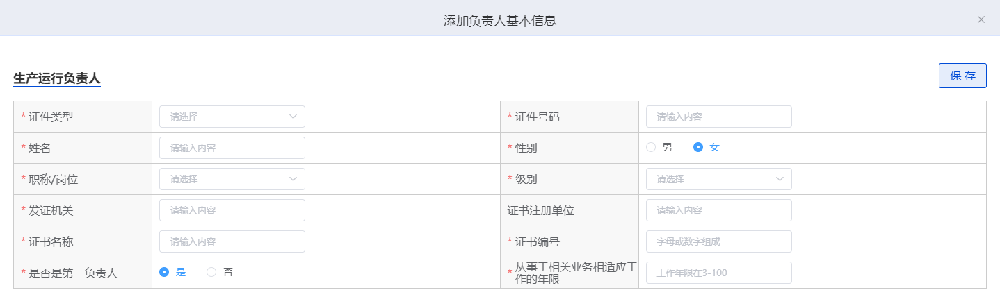 添加负责人基本信息
生产运行负责人
保 存
* 证件类型 请选择 * 证件号码 请输入内容
* 姓名 请输入内容 * 性别 男 女
* 职称/岗位 请选择 * 级别 请选择
* 发证机关 请输入内容 证书注册单位 请输入内容
* 证书名称 请输入内容 * 证书编号 字母或数字组成
* 是否是第一负责人 是 否 * 从事于相关业务相适应工
作的年限 工作年限在3-100